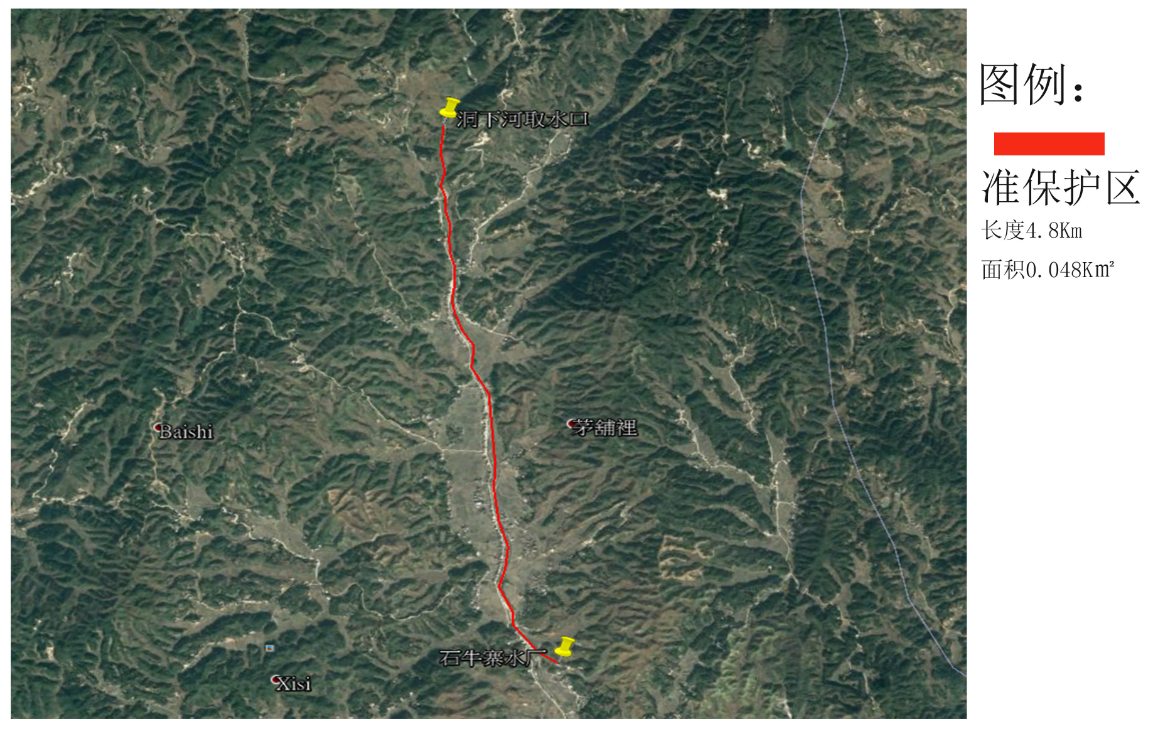 洞下河取水口
Baishi
茅舖裡
石牛寨水厂
Xisi
图例：
准保护区
长度4.8Km
面积0.048Km²